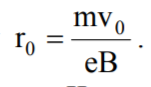 r₀ = mv₀ / eB .